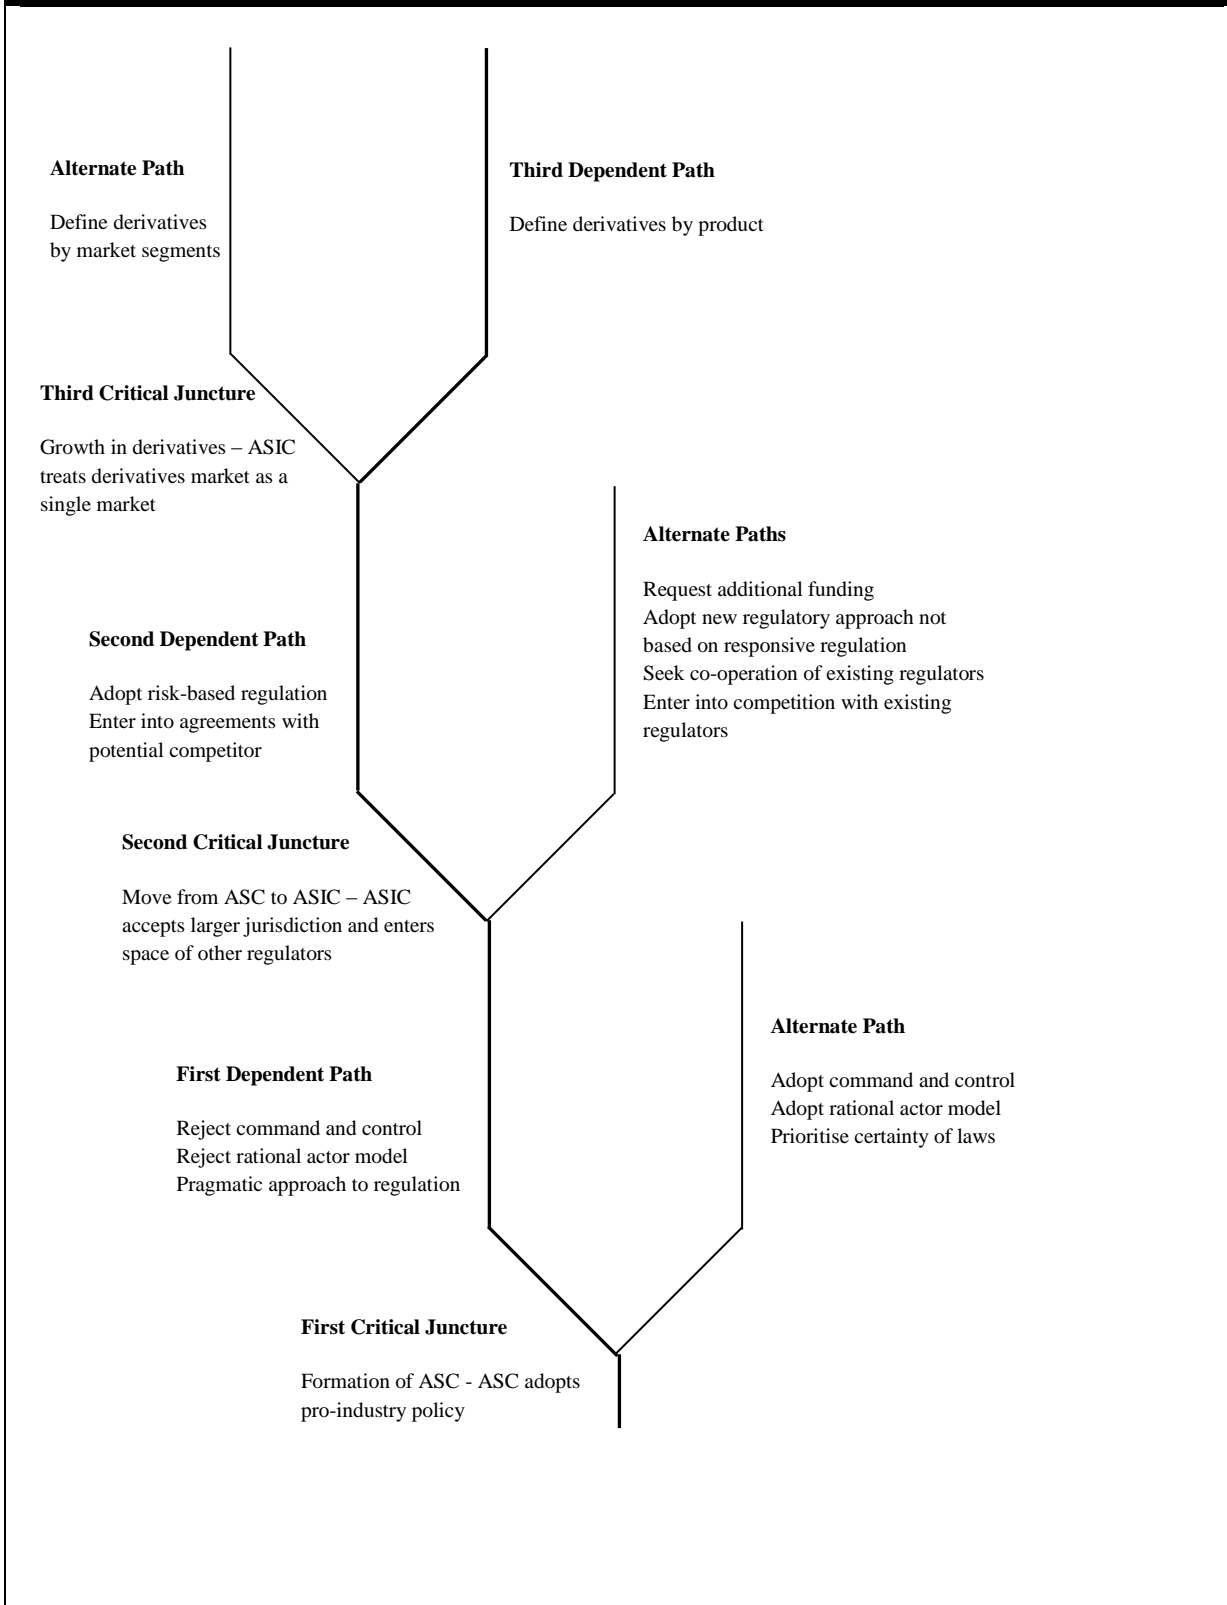 Alternate Path
Define derivatives
by market segments
Third Dependent Path
Define derivatives by product
Third Critical Juncture
Growth in derivatives – ASIC
treats derivatives market as a
single market
Alternate Paths
Request additional funding
Adopt new regulatory approach not
based on responsive regulation
Seek co-operation of existing regulators
Enter into competition with existing
regulators
Second Dependent Path
Adopt risk-based regulation
Enter into agreements with
potential competitor
Second Critical Juncture
Move from ASC to ASIC – ASIC
accepts larger jurisdiction and enters
space of other regulators
Alternate Path
Adopt command and control
Adopt rational actor model
Prioritise certainty of laws
First Dependent Path
Reject command and control
Reject rational actor model
Pragmatic approach to regulation
First Critical Juncture
Formation of ASC - ASC adopts
pro-industry policy